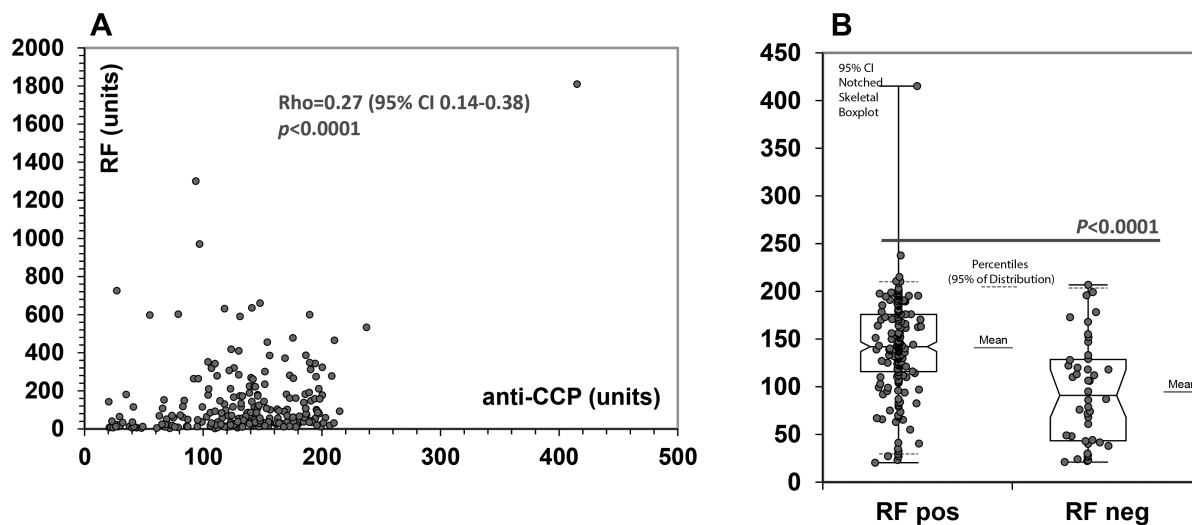 A
2000
1800
1600
1400
1200
1000
800
600
400
200
0
RF (units)
Rho=0.27 (95% CI 0.14-0.38)
p<0.0001
anti-CCP (units)
0 100 200 300 400 500
B
450
400
350
300
250
200
150
100
50
0
95% CI
Notched
Skeletal
Boxplot
P<0.0001
Percentiles
(95% of Distribution)
Mean
Mean
RF pos RF neg